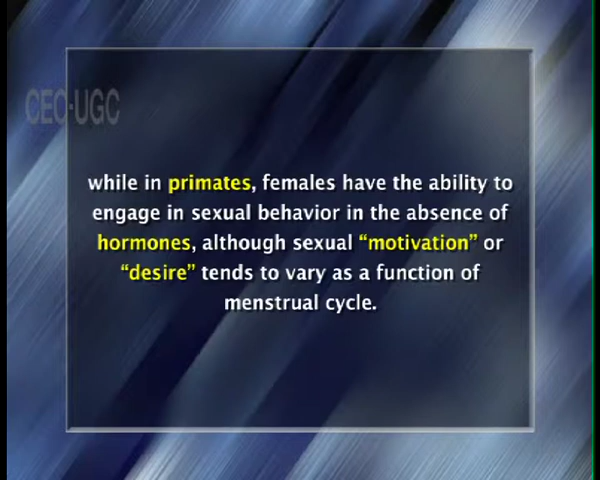 CEC-UGC
while in primates, females have the ability to
engage in sexual behavior in the absence of
hormones, although sexual “motivation” or
“desire” tends to vary as a function of
menstrual cycle.